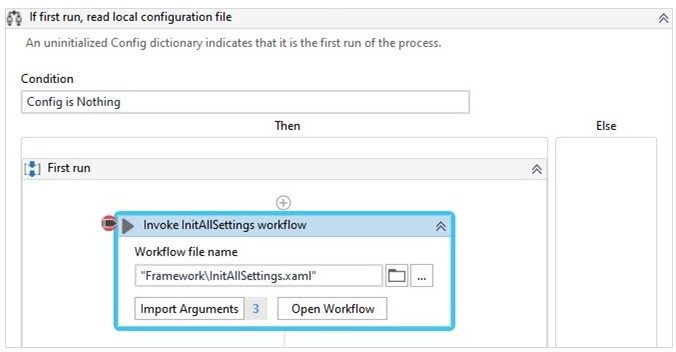 If first run, read local configuration file
An uninitialized Config dictionary indicates that it is the first run of the process.
Condition
Config is Nothing
Then
Else
First run
Invoke InitAllSettings workflow
Workflow file name
"Framework\InitAllSettings.xaml"
...
Import Arguments 3 Open Workflow